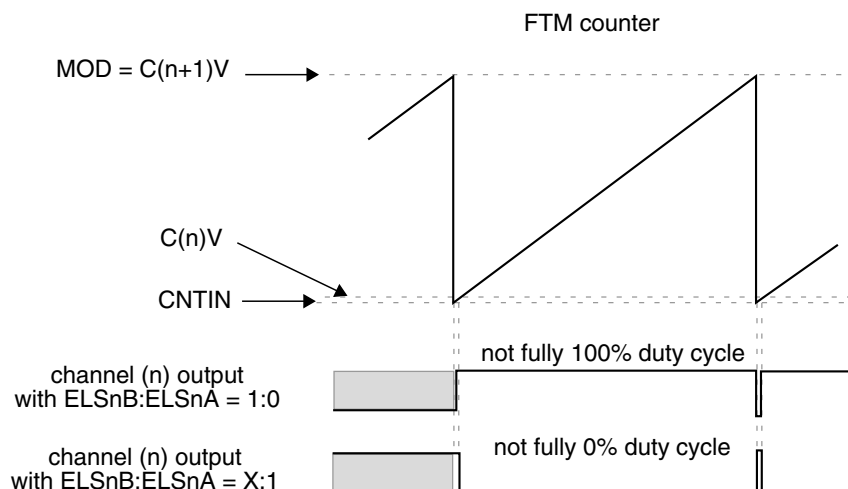 FTM counter
MOD = C(n+1)V
C(n)V
CNTIN
not fully 100% duty cycle
channel (n) output
with ELSnB:ELSnA = 1:0
not fully 0% duty cycle
channel (n) output
with ELSnB:ELSnA = X:1